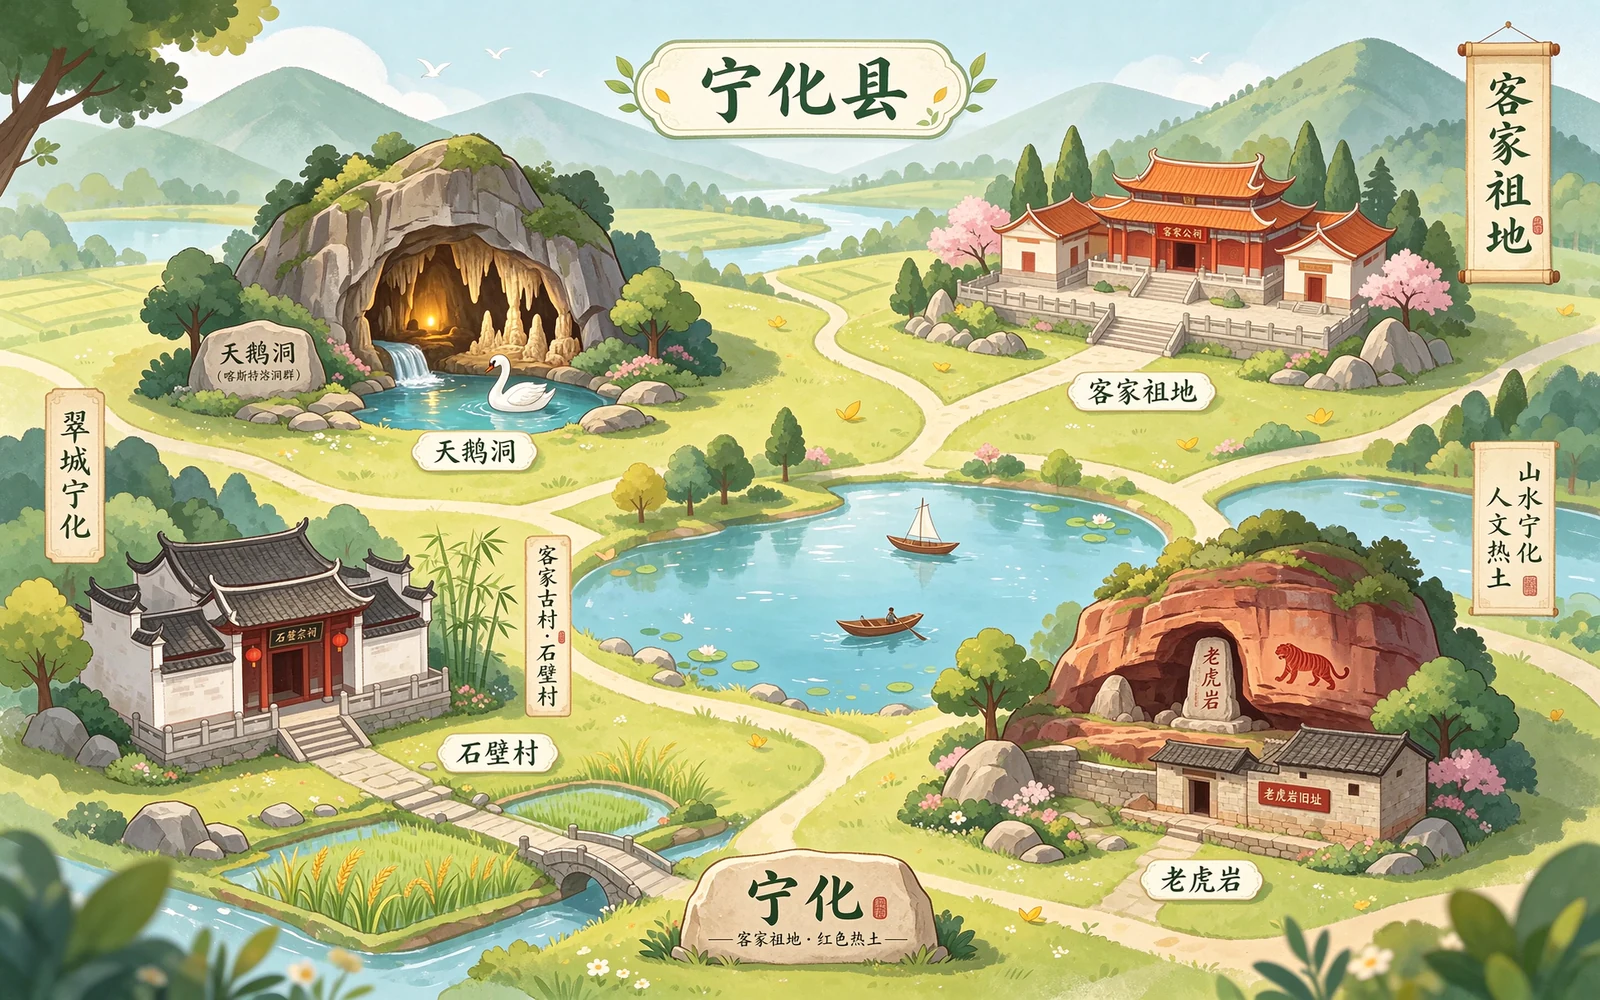 宁化县
客家祖地
客家公祠
天鹅洞
(喀斯特溶洞群)
天鹅洞
客家祖地
翠城宁化
山水宁化
人文热土
石壁宗祠
客家古村·石壁村
石壁村
老虎岩
老虎岩旧址
老虎岩
宁化
客家祖地·红色热土